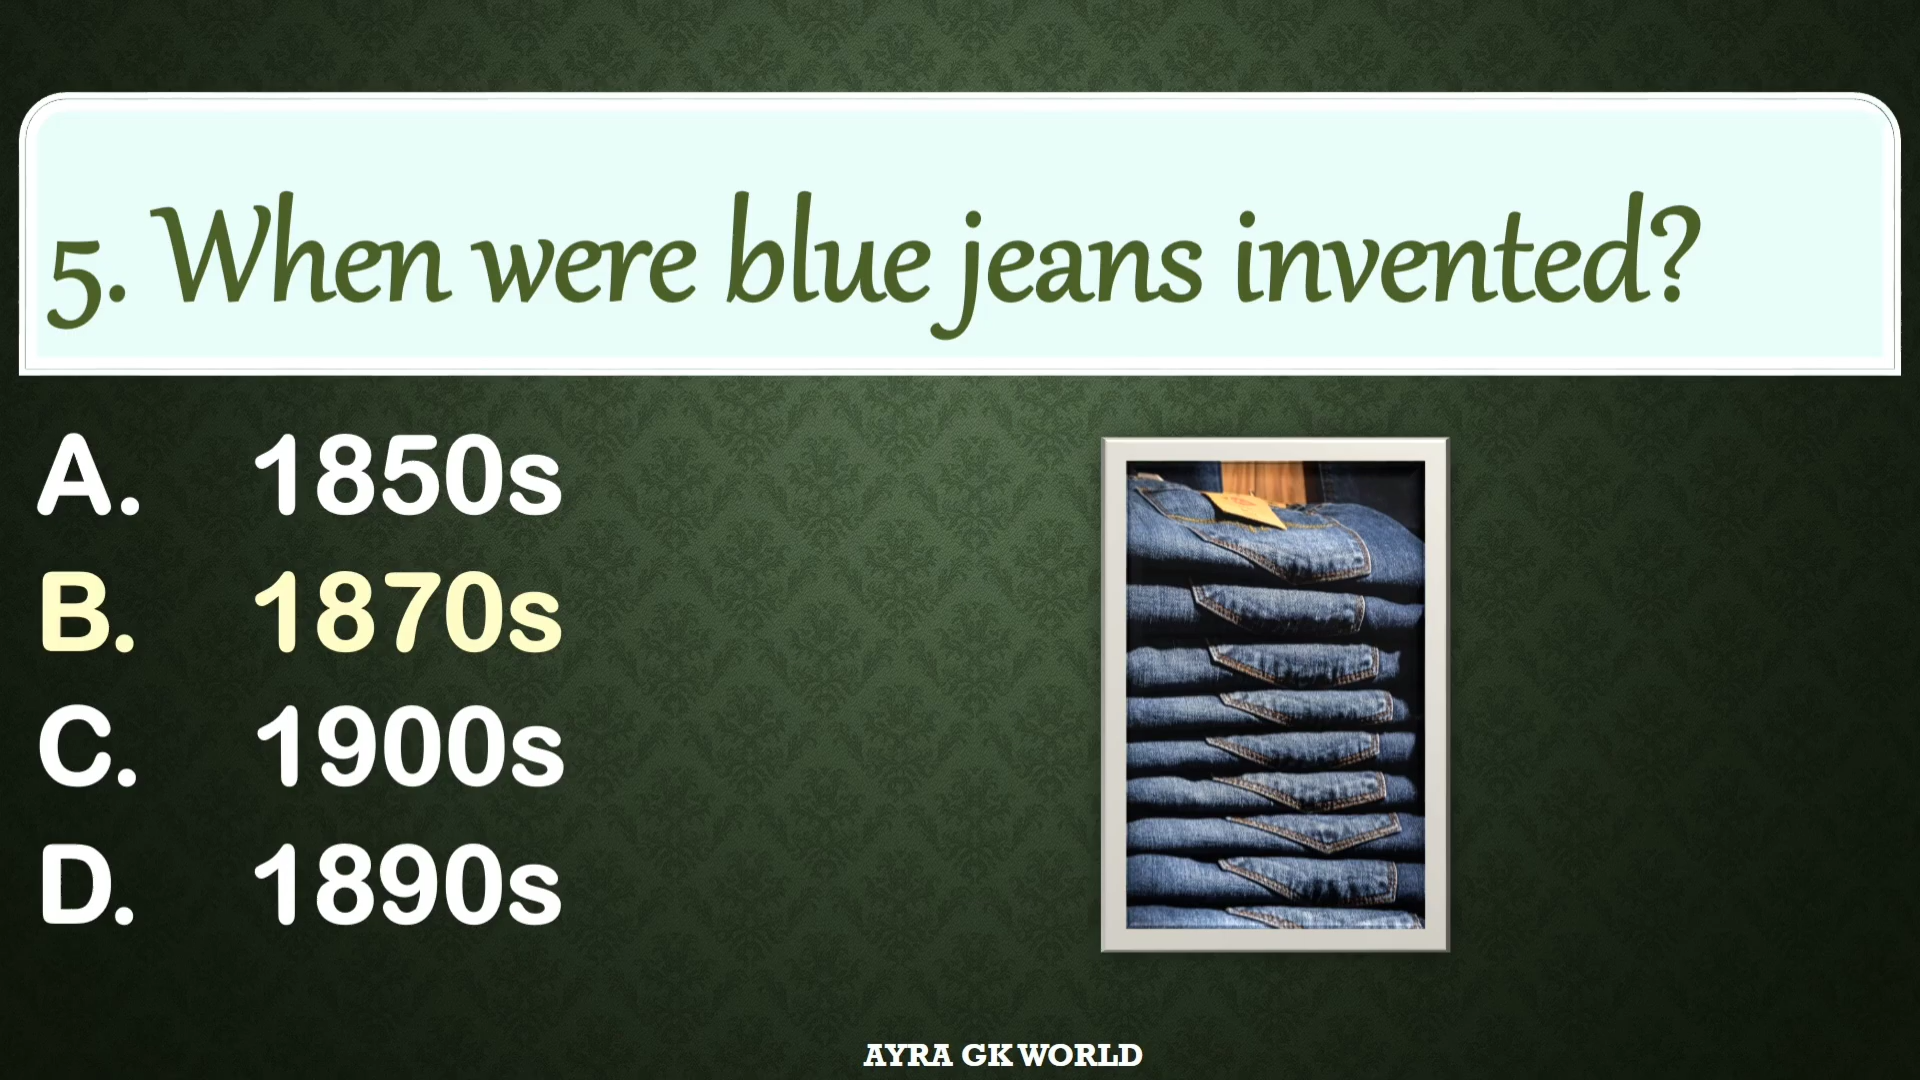 5. When were blue jeans invented?
A. 1850s
B. 1870s
C. 1900s
D. 1890s
AYRA GK WORLD